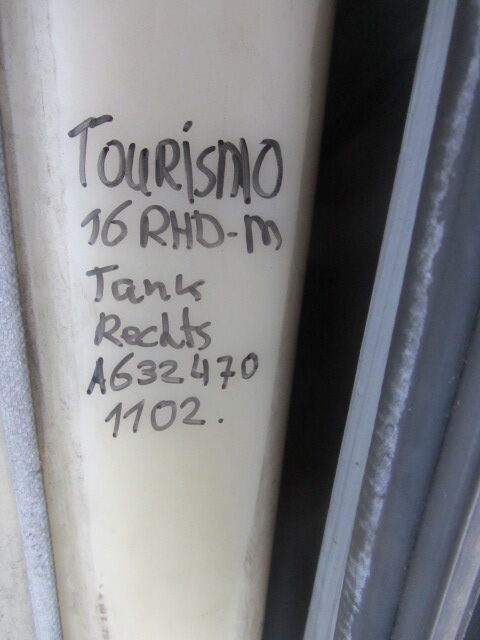 Tourismo
16 RHD-M
Tank
Rechts
A632470
1102.